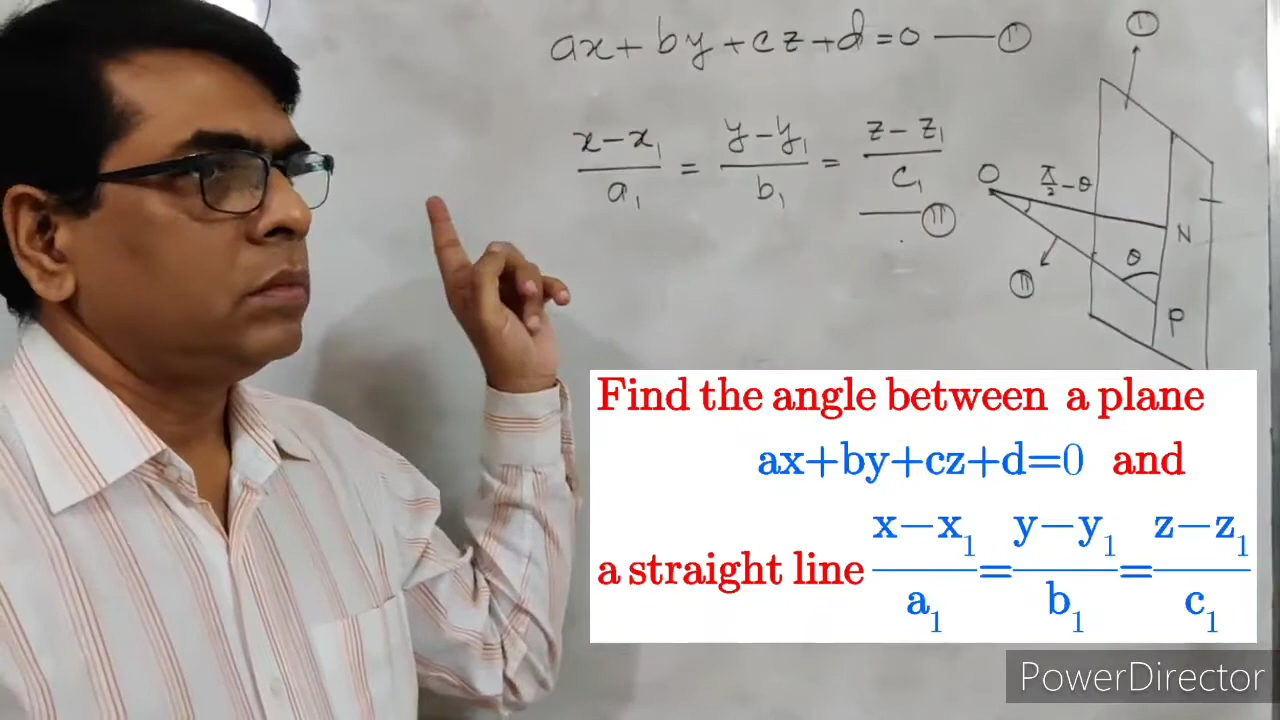 ax+by+cz+d=0 —— I
x-x₁/a₁ = y-y₁/b₁ = z-z₁/c₁
—— II
I
O
π/2-θ
N
θ
II
P
Find the angle between a plane
ax+by+cz+d=0 and
a straight line x-x₁/a₁=y-y₁/b₁=z-z₁/c₁
PowerDirector